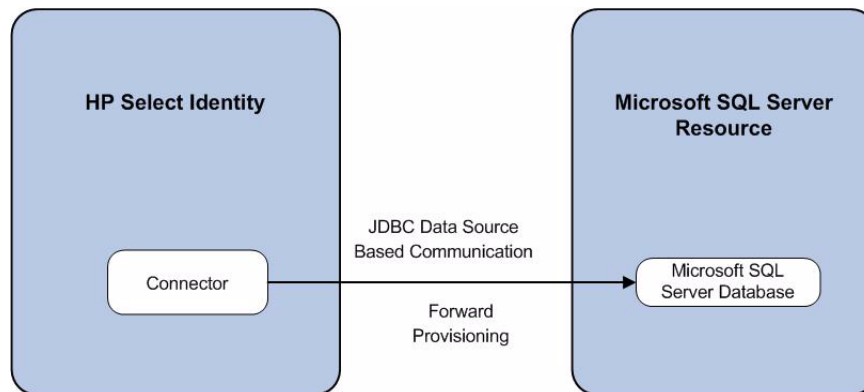 HP Select Identity
Microsoft SQL Server
Resource
JDBC Data Source
Based Communication
Connector
Microsoft SQL
Server Database
Forward
Provisioning